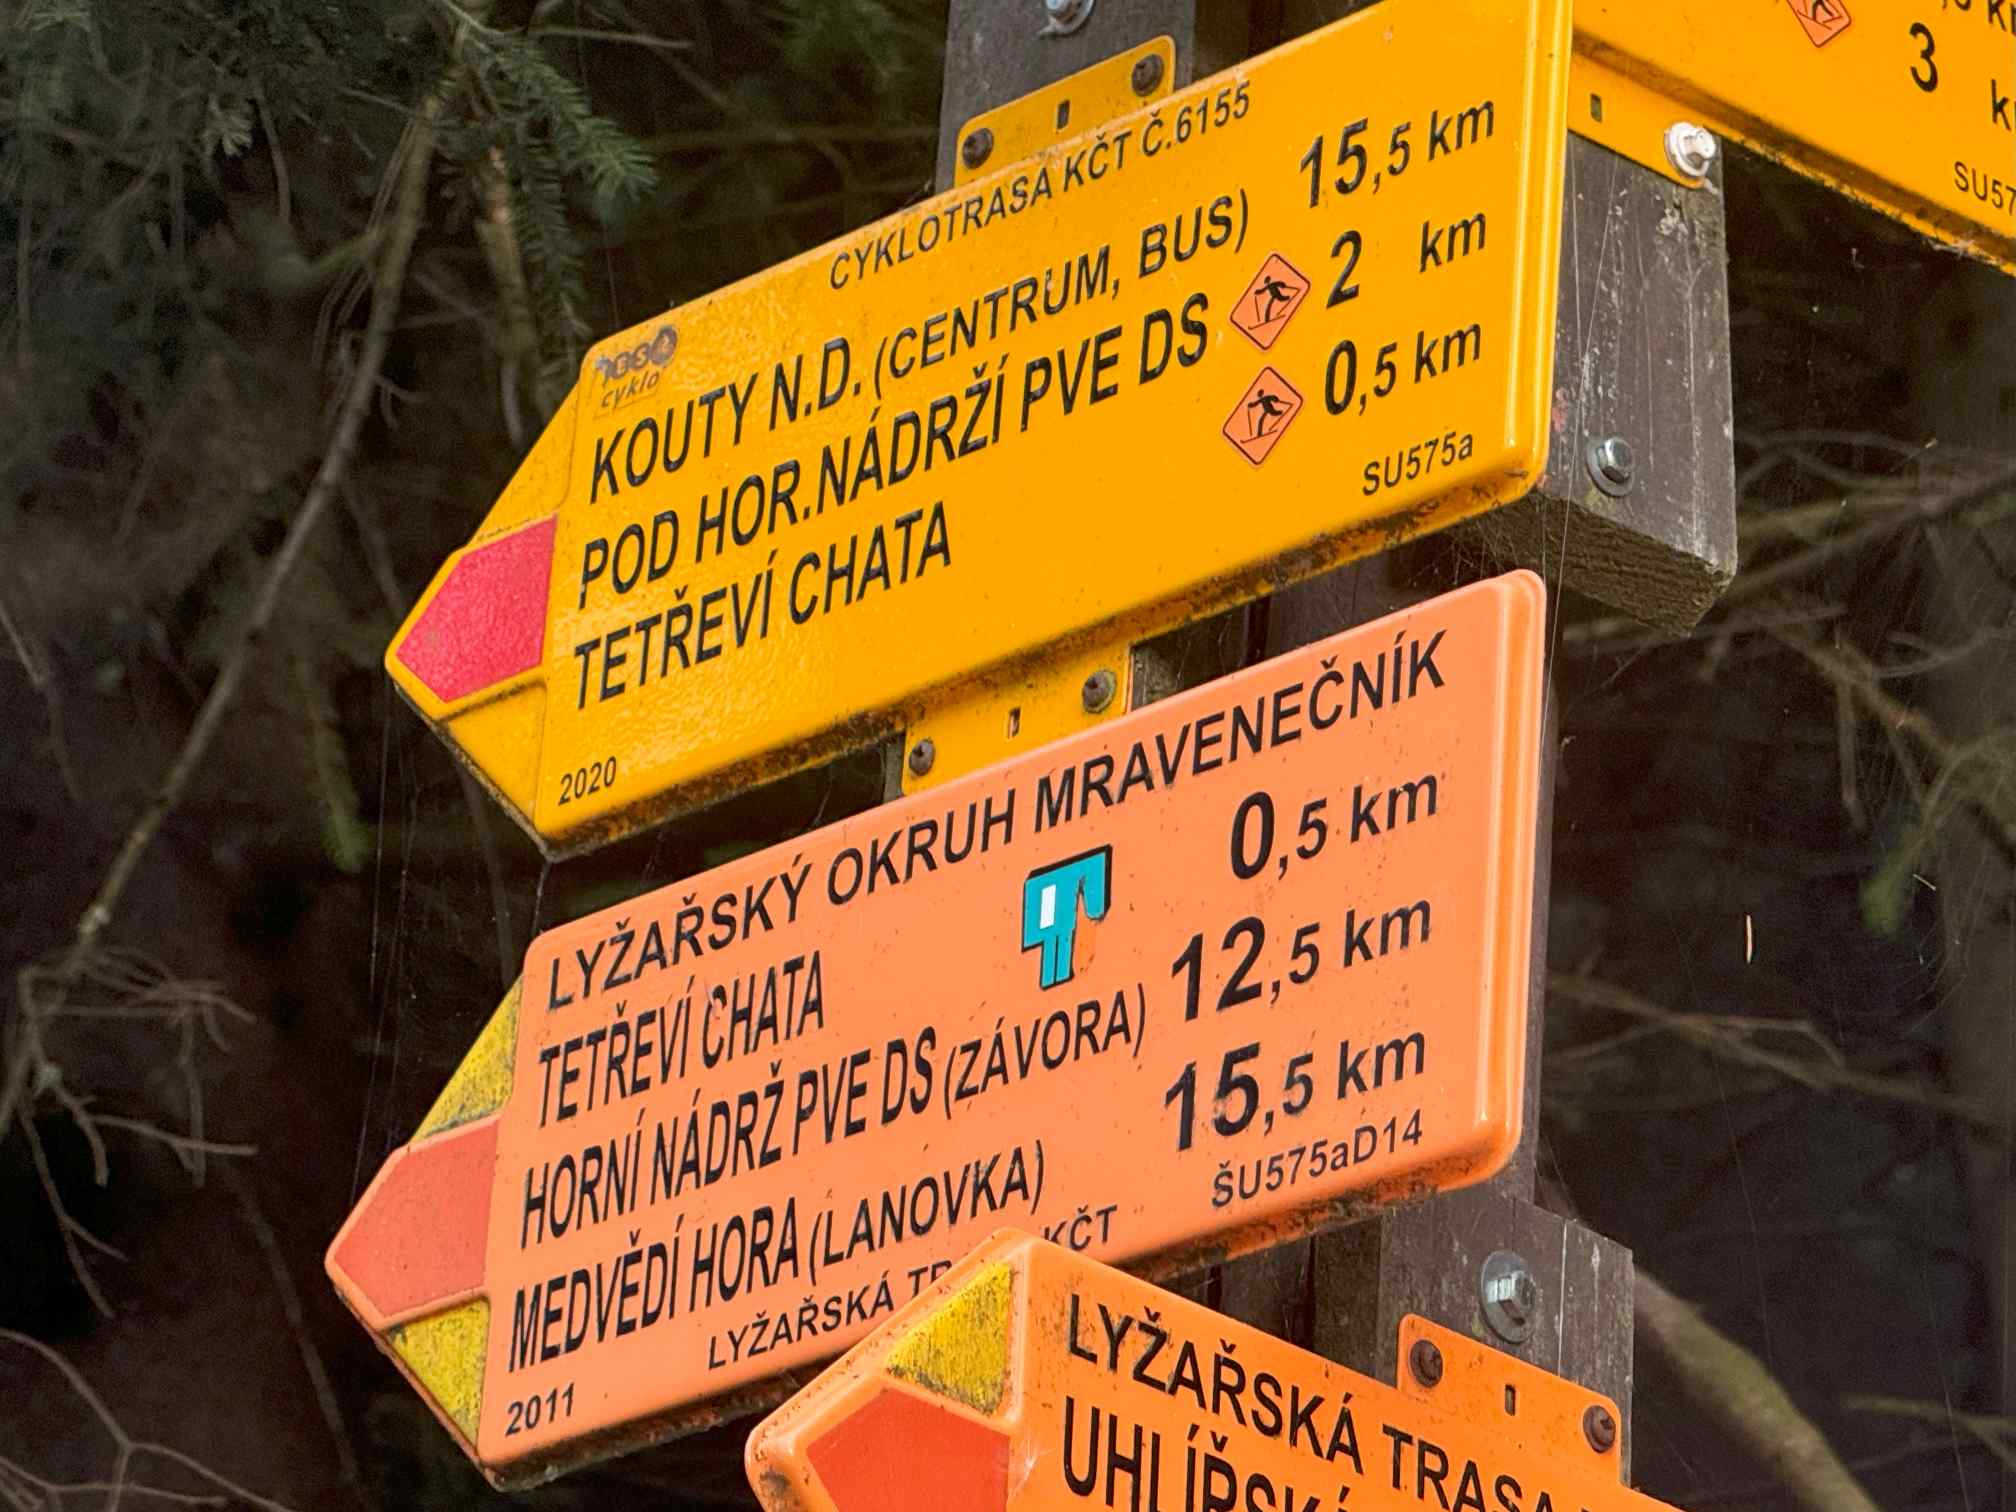 CYKLOTRASA KČT Č.6155
cyklo
KOUTY N.D. (CENTRUM, BUS) 15,5 km
POD HOR.NÁDRŽÍ PVE DS 2 km
TETŘEVÍ CHATA 0,5 km
SU575a
2020
3
LYŽAŘSKÝ OKRUH MRAVENEČNÍK
TETŘEVÍ CHATA 0,5 km
HORNÍ NÁDRŽ PVE DS (ZÁVORA) 12,5 km
MEDVĚDÍ HORA (LANOVKA) 15,5 km
ŠU575aD14
LYŽAŘSKÁ KČT
2011
LYŽAŘSKÁ TRASA